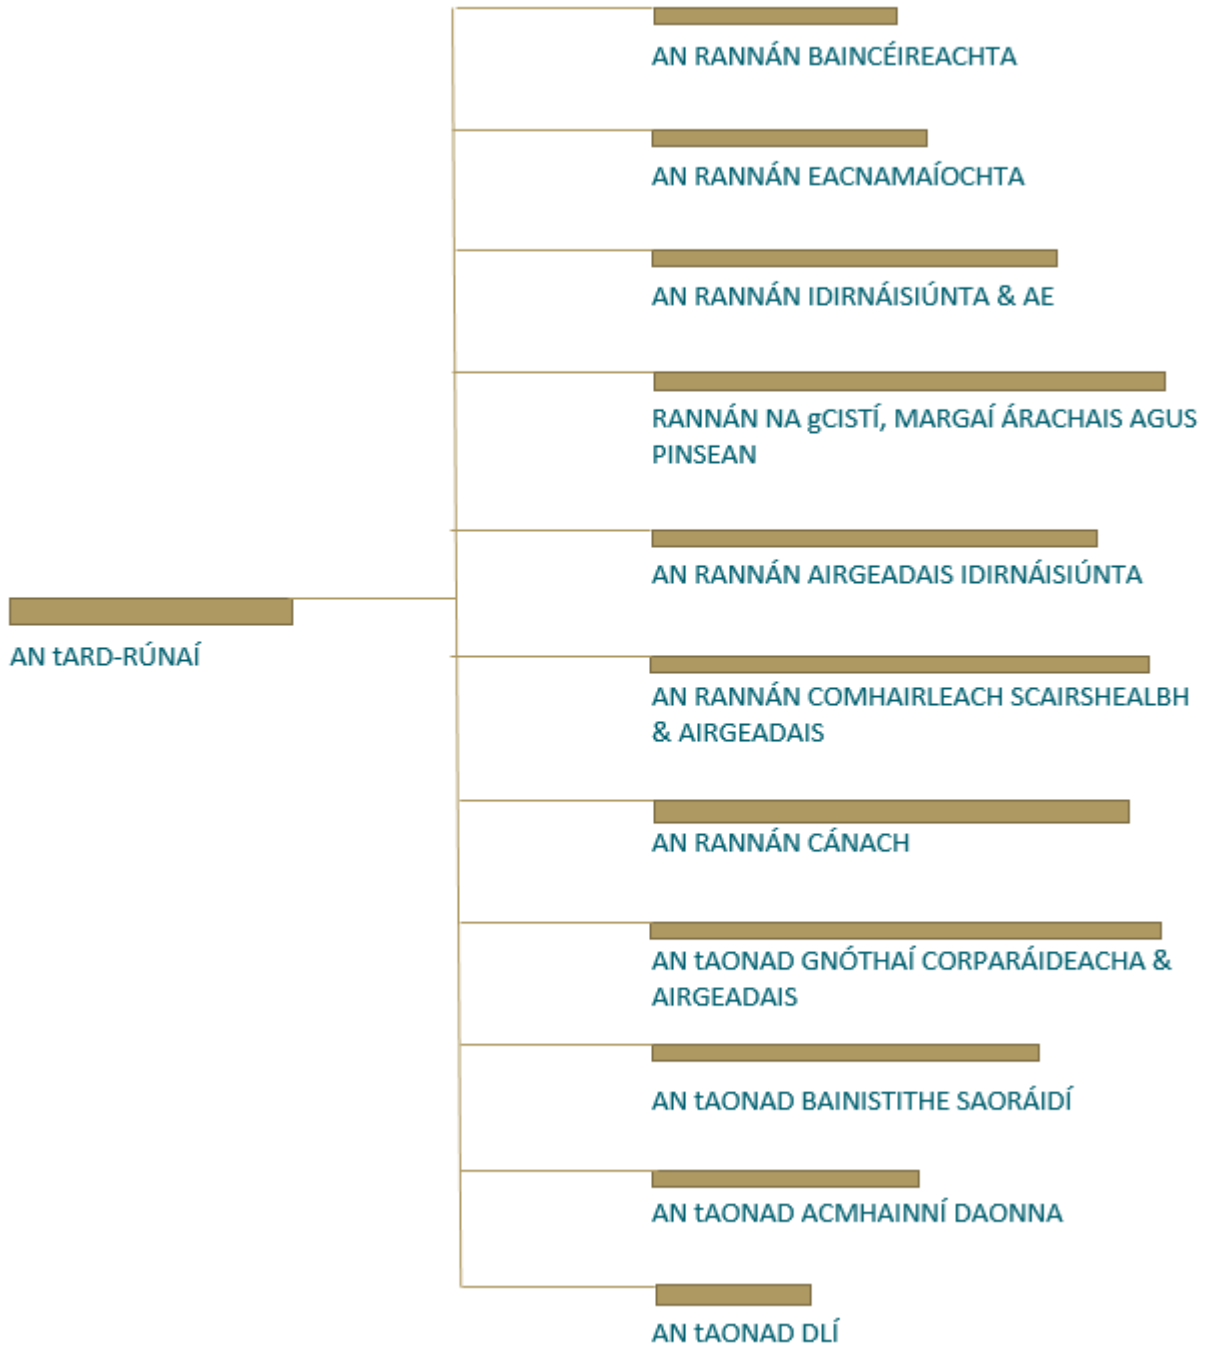 AN RANNÁN BAINCÉIREACHTA
AN RANNÁN EACNAMAÍOCHTA
AN RANNÁN IDIRNÁISIÚNTA & AE
RANNÁN NA gCISTÍ, MARGAÍ ÁRACHAIS AGUS
PINSEAN
AN RANNÁN AIRGEADAIS IDIRNÁISIÚNTA
AN tARD-RÚNAÍ
AN RANNÁN COMHAIRLEACH SCAIRSHEALBH
& AIRGEADAIS
AN RANNÁN CÁNACH
AN tAONAD GNÓTHAÍ CORPARÁIDEACHA &
AIRGEADAIS
AN tAONAD BAINISTITHE SAORÁIDÍ
AN tAONAD ACMHAINNÍ DAONNA
AN tAONAD DLÍ